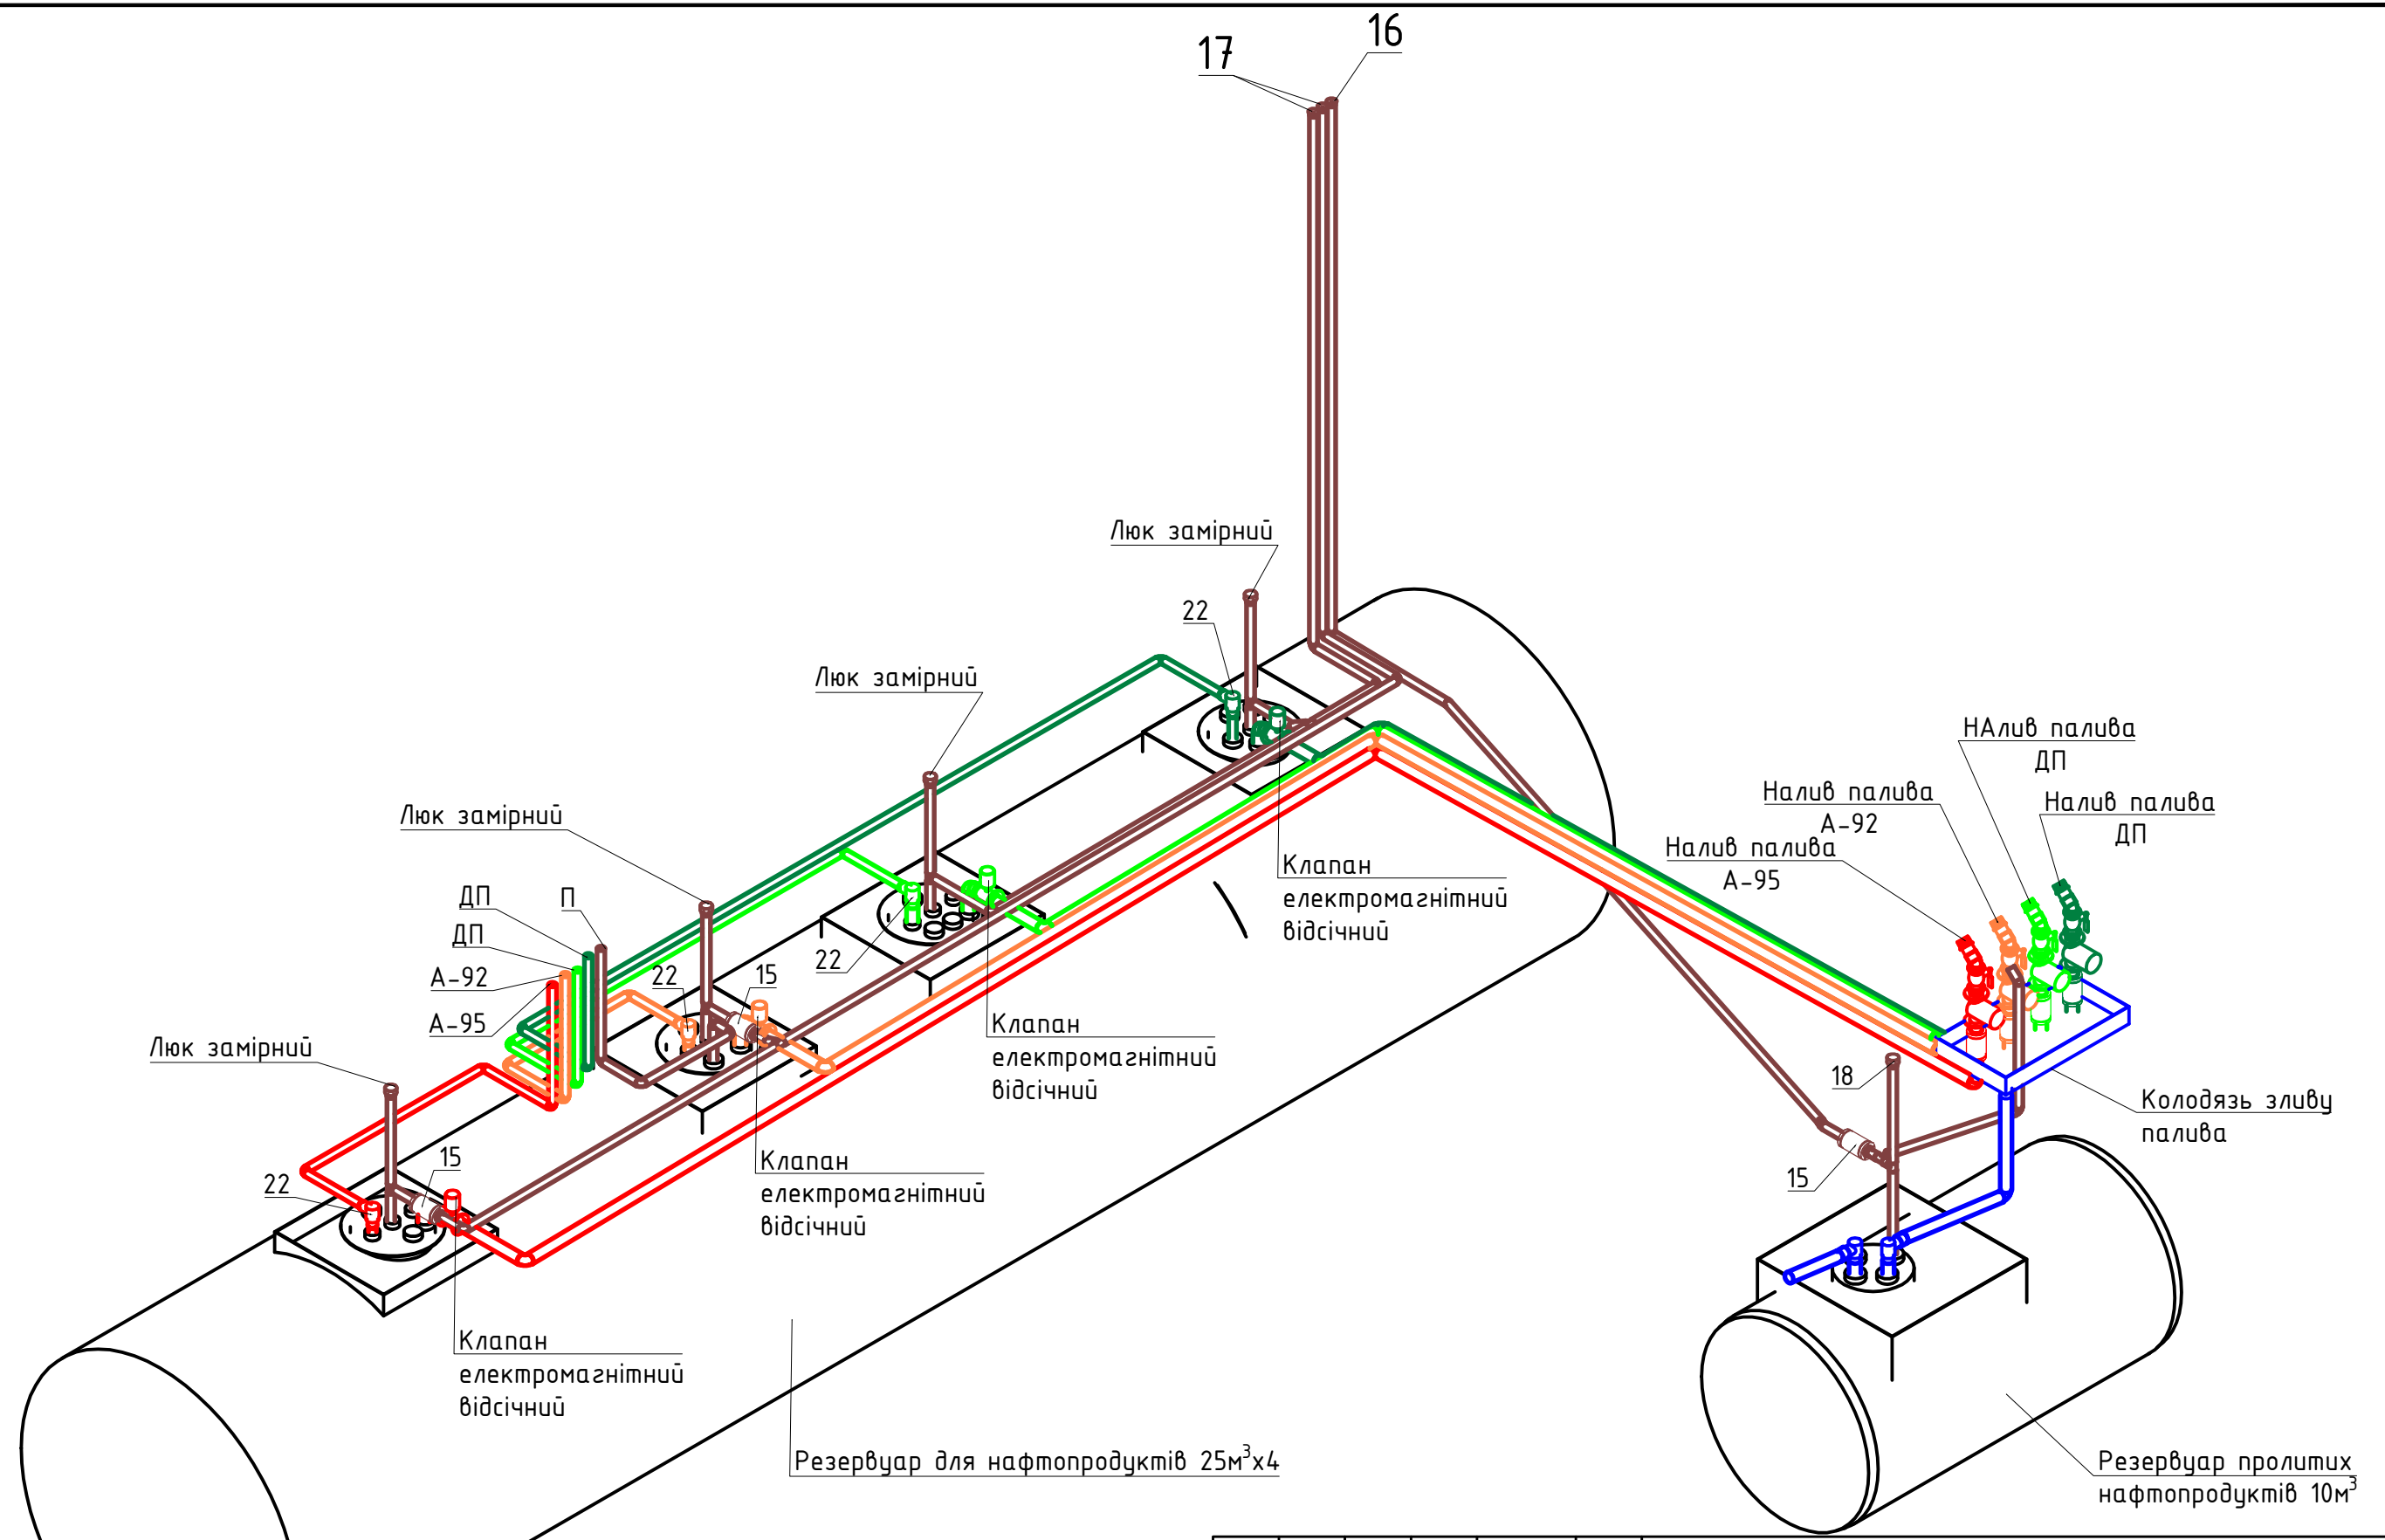 16
17
Люк замірний
22
Люк замірний
НАлив палива
ДП
Налив палива
А-92
Налив палива
ДП
Люк замірний
Налив палива
А-95
Клапан
електромагнітний
відсічний
ДП
П
ДП
22
22
15
А-92
А-95
Клапан
електромагнітний
відсічний
Люк замірний
18
Колодязь зливу
палива
15
22
Клапан
електромагнітний
відсічний
15
Клапан
електромагнітний
відсічний
Резервуар для нафтопродуктів 25м³х4
Резервуар пролитих
нафтопродуктів 10м³